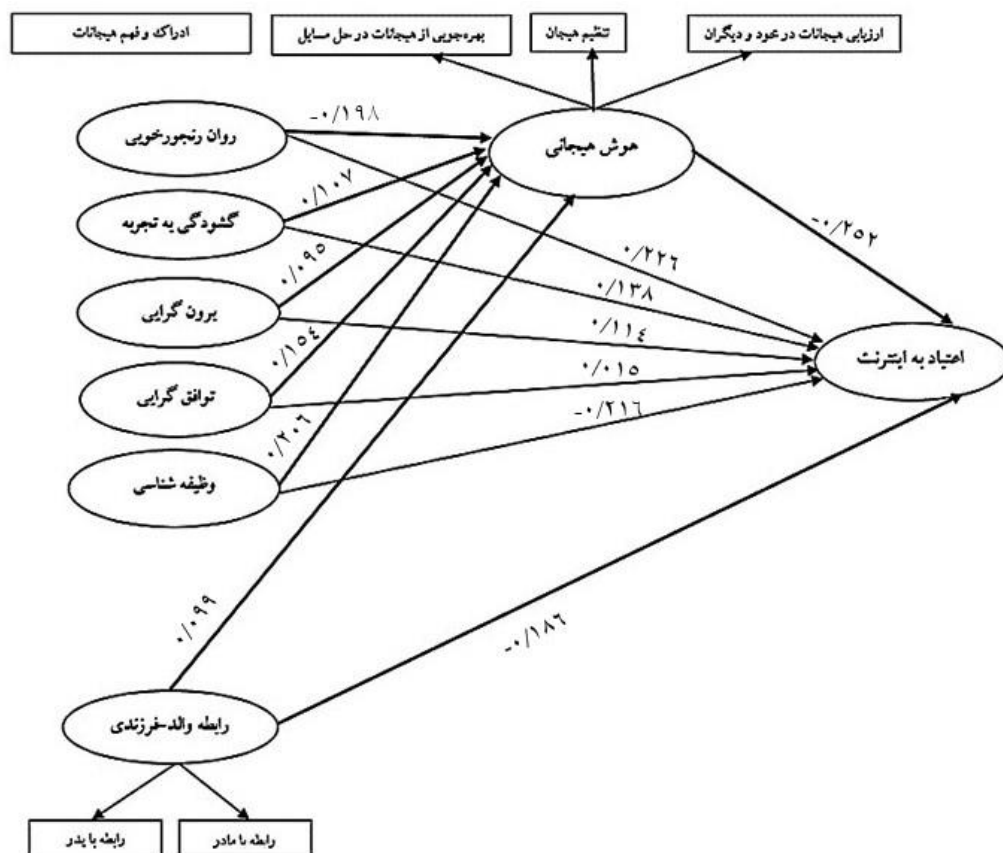 ارزیابی هیجانات در خود و دیگران
تنظیم هیجان
بهره‌جویی از هیجانات در حل مسایل
ادراک و فهم هیجانات
روان رنجورخویی
هوش هیجانی
-۰/۱۹۸
گشودگی به تجربه
۰/۱۰۷
-۰/۲۵۲
۰/۲۲۶
۰/۰۹۵
۰/۱۳۸
برون گرایی
۰/۱۱۴
۰/۱۵۴
اعتیاد به اینترنت
۰/۰۱۵
توافق گرایی
-۰/۲۱۶
۰/۲۰۶
وظیفه شناسی
۰/۰۹۹
-۰/۱۸۶
رابطه والد-فرزندی
رابطه با مادر
رابطه با پدر